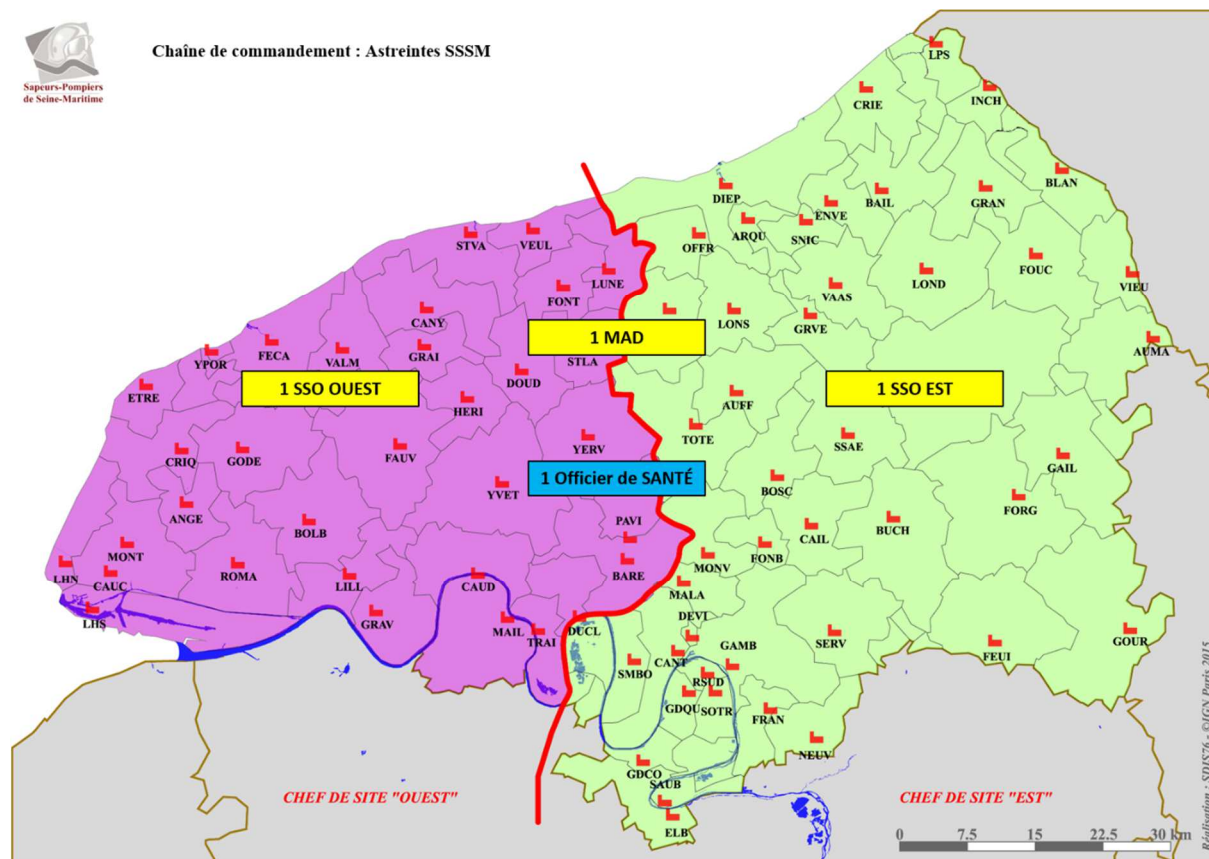 Chaîne de commandement : Astreintes SSSM
Sapeurs-Pompiers
de Seine-Maritime
LPS
INCH
CRIE
BLAN
DIEP
BAIL
GRAN
ENVE
ARQU
SNIC
OFFR
STVA
VEUL
FOUC
LUNE
LOND
VIEU
FONT
VAAS
CANY
LONS
GRVE
1 MAD
FECA
VALM
GRAI
STLA
AUMA
YPOR
DOUD
1 SSO OUEST
1 SSO EST
ETRE
HERI
AUFF
TOTE
SSAE
CRIQ
GODE
FAUV
YERV
GAIL
1 Officier de SANTÉ
YVET
BOSC
FORG
ANGE
BOLB
PAVI
CAIL
BUCH
MONT
FONB
MONV
LHN
CAUC
ROMA
LILL
CAUD
BARE
MALA
LHS
GRAV
MAIL
TRAI
DUCL
DEVI
SERV
GOUR
CANT
GAMB
FEUI
SMBO
RSUD
GDQU
SOTR
FRAN
NEUV
GDCO
SAUB
ELB
CHEF DE SITE "OUEST"
CHEF DE SITE "EST"
0 7.5 15 22.5 30 km
Réalisation : SDIS76 - ©IGN Paris 2015